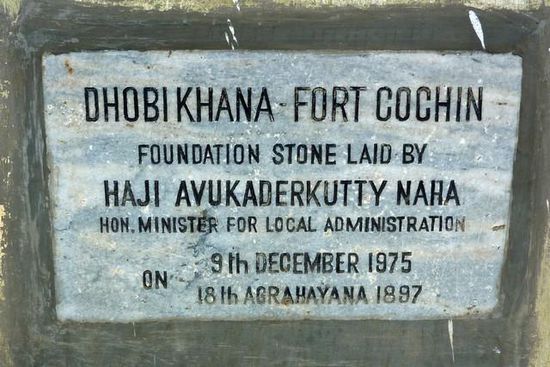 DHOBI KHANA - FORT COCHIN
FOUNDATION STONE LAID BY
HAJI AVUKADERKUTTY NAHA
HON. MINISTER FOR LOCAL ADMINISTRATION
ON 9th DECEMBER 1975
18th AGRAHAYANA 1897